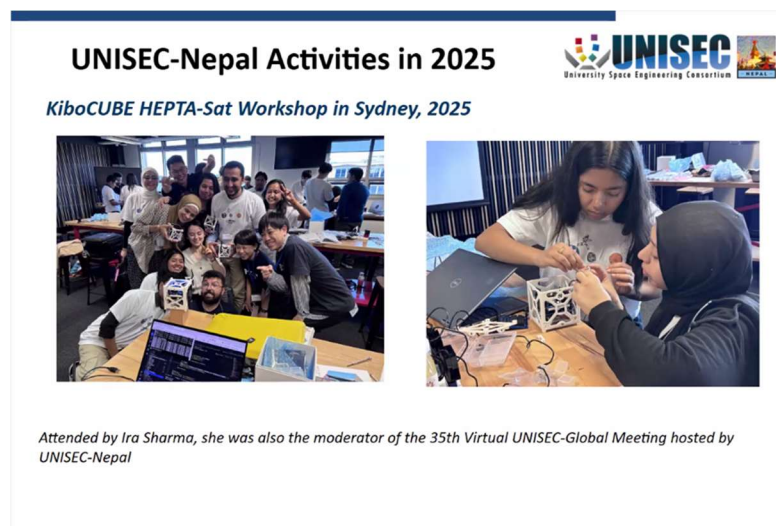 UNISEC-Nepal Activities in 2025
UNISEC
University Space Engineering Consortium
NEPAL
KiboCUBE HEPTA-Sat Workshop in Sydney, 2025
DELL
Attended by Ira Sharma, she was also the moderator of the 35th Virtual UNISEC-Global Meeting hosted by
UNISEC-Nepal